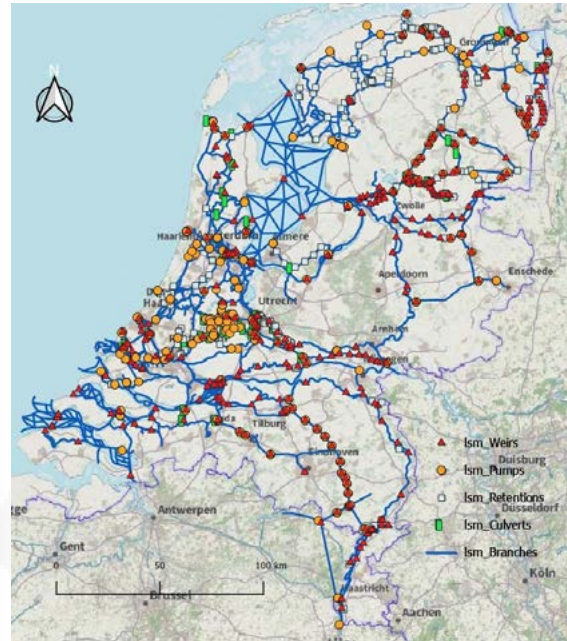 N
Groningen
Zwolle
Haarlem
Enschede
Apeldoorn
Utrecht
Arnhem
Tilburg
Eindhoven
lsm_Weirs
lsm_Pumps
Duisburg
lsm_Retentions
lsm_Culverts
Düsseldorf
lsm_Branches
Antwerpen
Gent
0
50
100 km
Maastricht
Köln
Brussel
Aachen